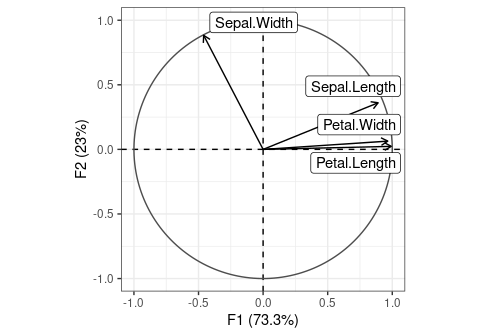 1.0
0.5
0.0
-0.5
-1.0
F2 (23%)
Sepal.Width
Sepal.Length
Petal.Width
Petal.Length
-1.0 -0.5 0.0 0.5 1.0
F1 (73.3%)